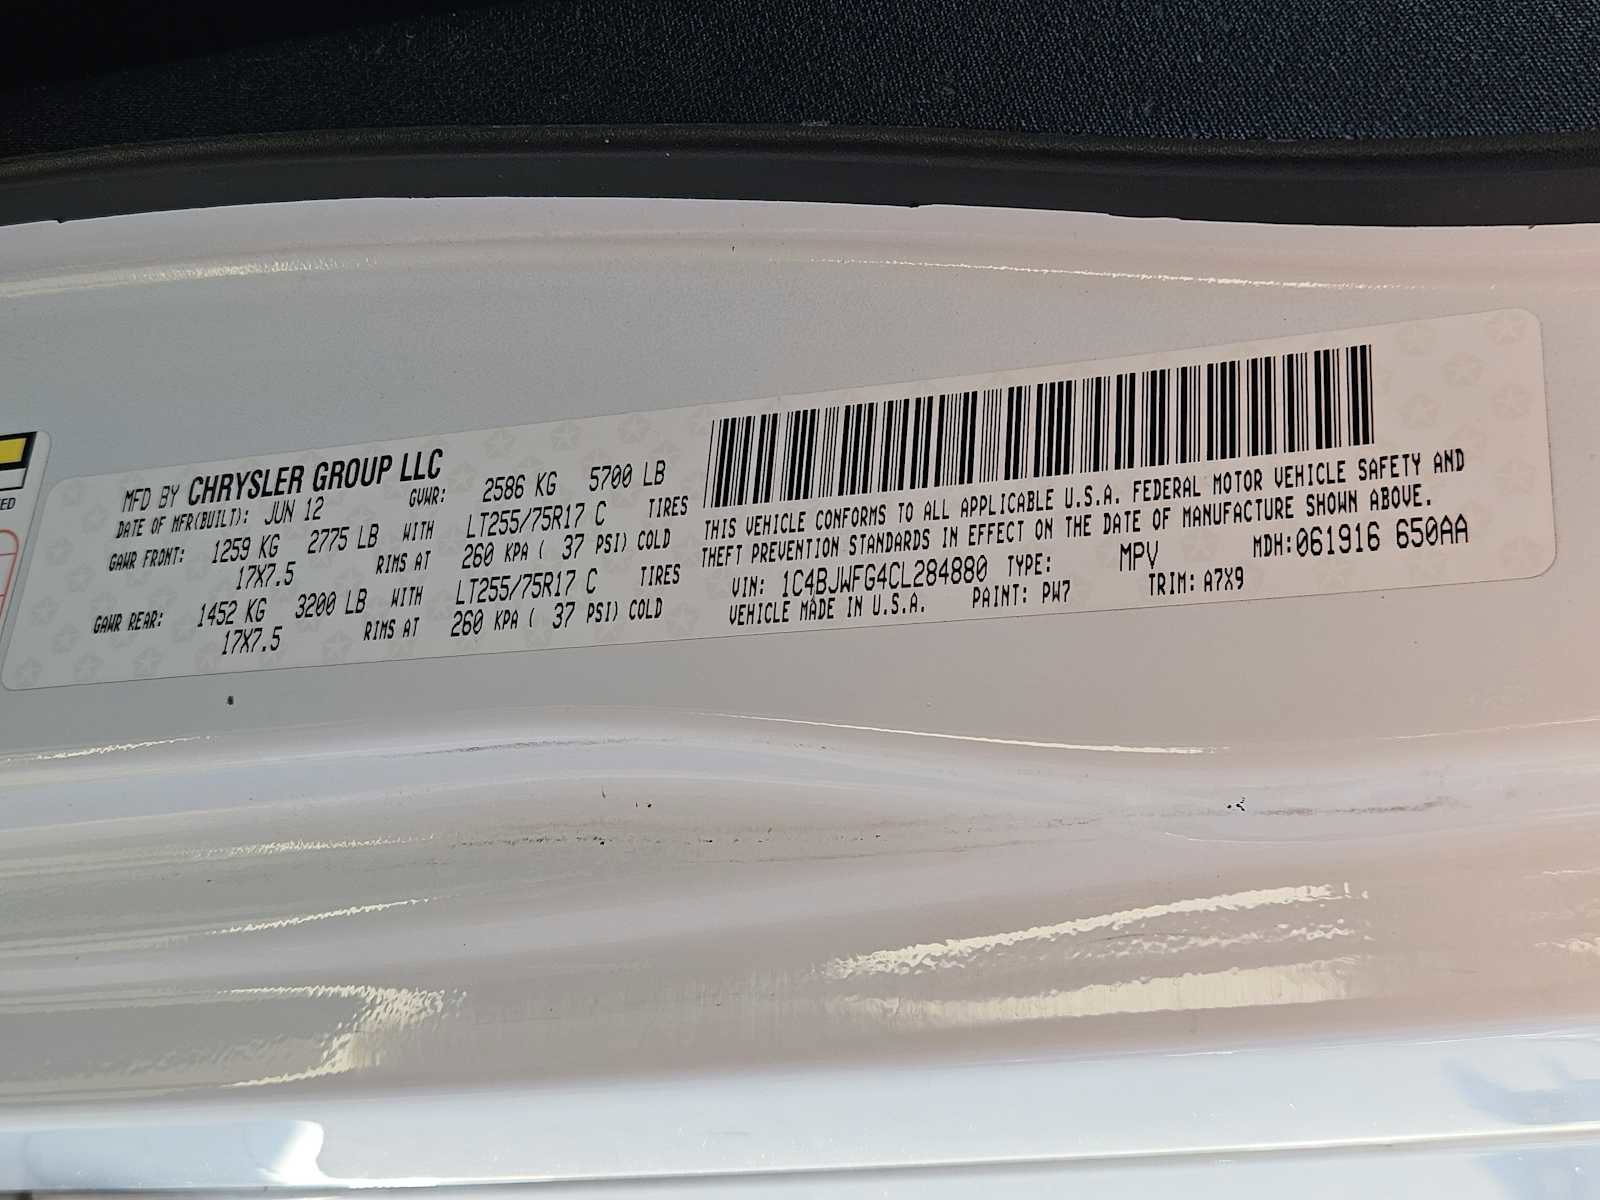 MFD BY CHRYSLER GROUP LLC
DATE OF MFR(BUILT): JUN 12 GVWR: 2586 KG 5700 LB
GAWR FRONT: 1259 KG 2775 LB WITH LT255/75R17 C TIRES
17X7.5 RIMS AT 260 KPA ( 37 PSI) COLD
GAWR REAR: 1452 KG 3200 LB WITH LT255/75R17 C TIRES
17X7.5 RIMS AT 260 KPA ( 37 PSI) COLD
THIS VEHICLE CONFORMS TO ALL APPLICABLE U.S.A. FEDERAL MOTOR VEHICLE SAFETY AND
THEFT PREVENTION STANDARDS IN EFFECT ON THE DATE OF MANUFACTURE SHOWN ABOVE.
VIN: 1C4BJWFG4CL284880 TYPE: MPV MDH:061916 650AA
VEHICLE MADE IN U.S.A. PAINT: PW7 TRIM: A7X9